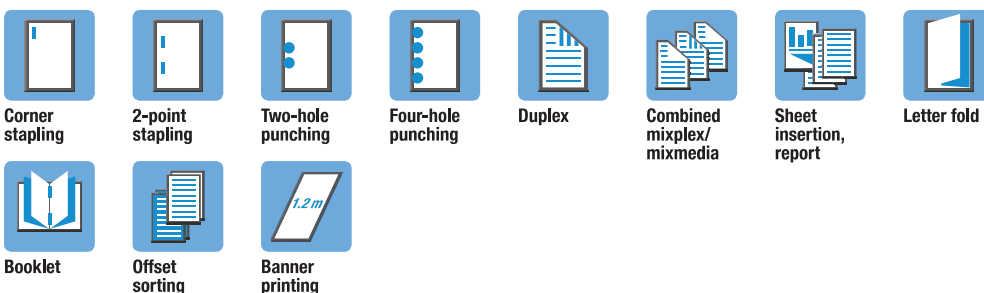 Corner
stapling
2-point
stapling
Two-hole
punching
Four-hole
punching
Duplex
Combined
mixplex/
mixmedia
Sheet
insertion,
report
Letter fold
Booklet
Offset
sorting
1.2 m
Banner
printing